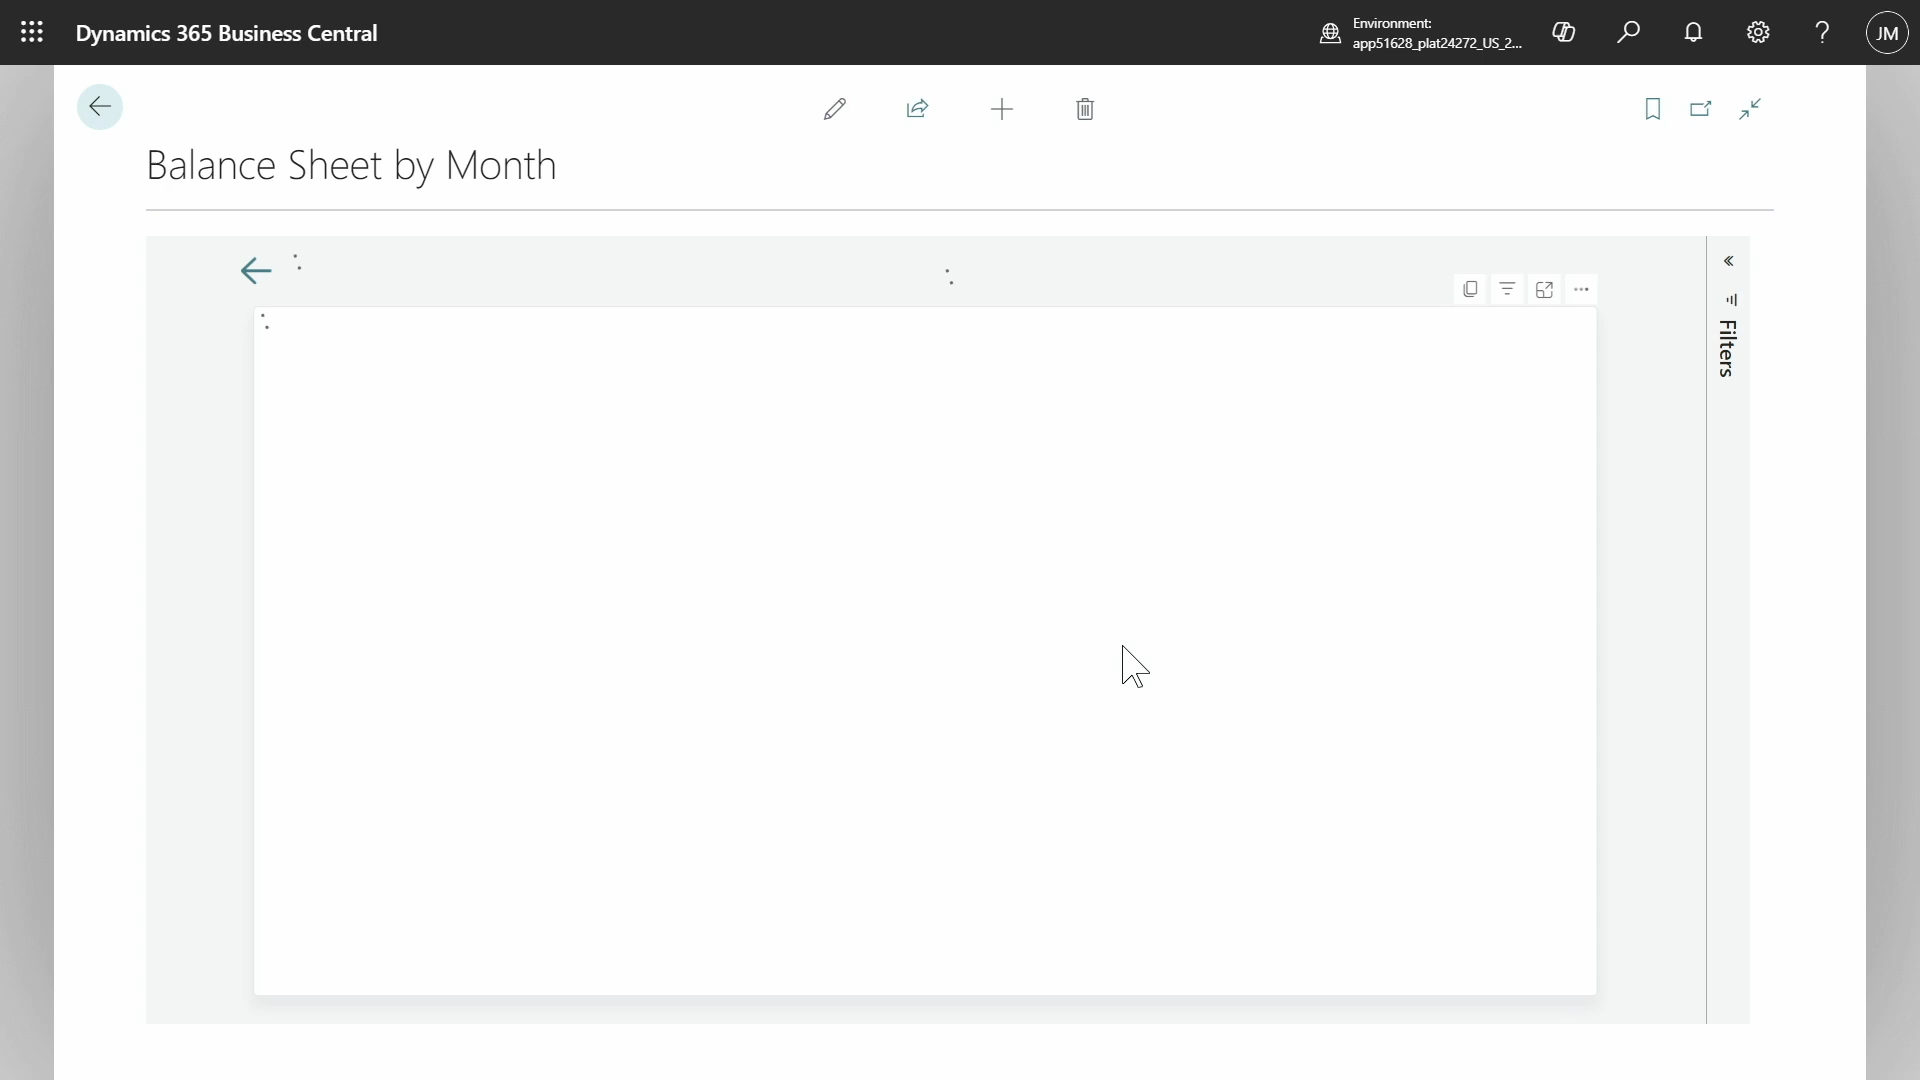 Dynamics 365 Business Central
Environment:
app51628_plat24272_US_2...
JM
Balance Sheet by Month
Filters